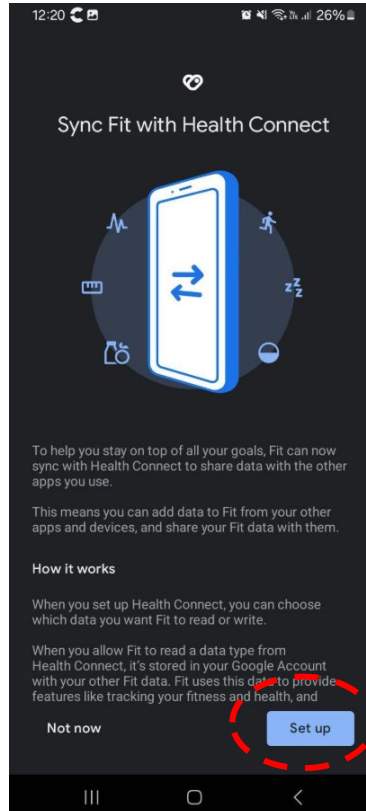 12:20 26%
Sync Fit with Health Connect
z z z
To help you stay on top of all your goals, Fit can now
sync with Health Connect to share data with the other
apps you use.
This means you can add data to Fit from your other
apps and devices, and share your Fit data with them.
How it works
When you set up Health Connect, you can choose
which data you want Fit to read or write.
When you allow Fit to read a data type from
Health Connect, it's stored in your Google Account
with your other Fit data. Fit uses this data to provide
features like tracking your fitness and health, and
Not now Set up